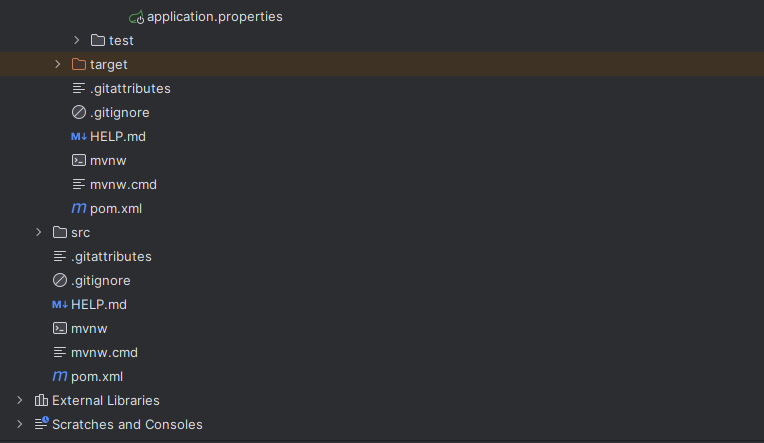 application.properties
test
target
.gitattributes
.gitignore
M↓ HELP.md
mvnw
mvnw.cmd
m pom.xml
src
.gitattributes
.gitignore
M↓ HELP.md
mvnw
mvnw.cmd
m pom.xml
External Libraries
Scratches and Consoles